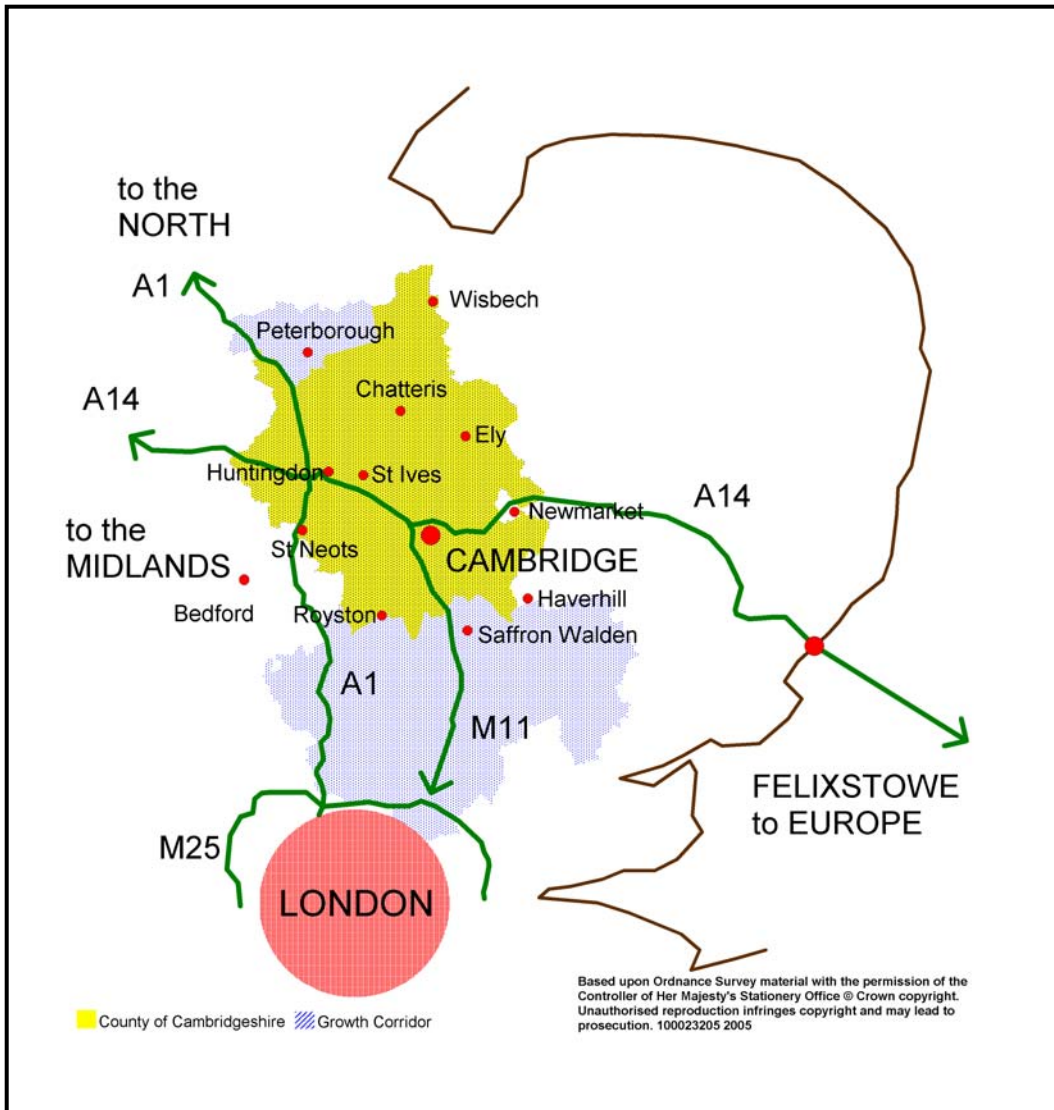 to the
NORTH
A1
Wisbech
Peterborough
Chatteris
A14
Ely
Huntingdon
St Ives
A14
Newmarket
to the
MIDLANDS
St Neots
CAMBRIDGE
Bedford
Royston
Haverhill
Saffron Walden
A1
M11
FELIXSTOWE
to EUROPE
M25
LONDON
Based upon Ordnance Survey material with the permission of the
Controller of Her Majesty's Stationery Office © Crown copyright.
Unauthorised reproduction infringes copyright and may lead to
prosecution. 100023205 2005
County of Cambridgeshire
Growth Corridor